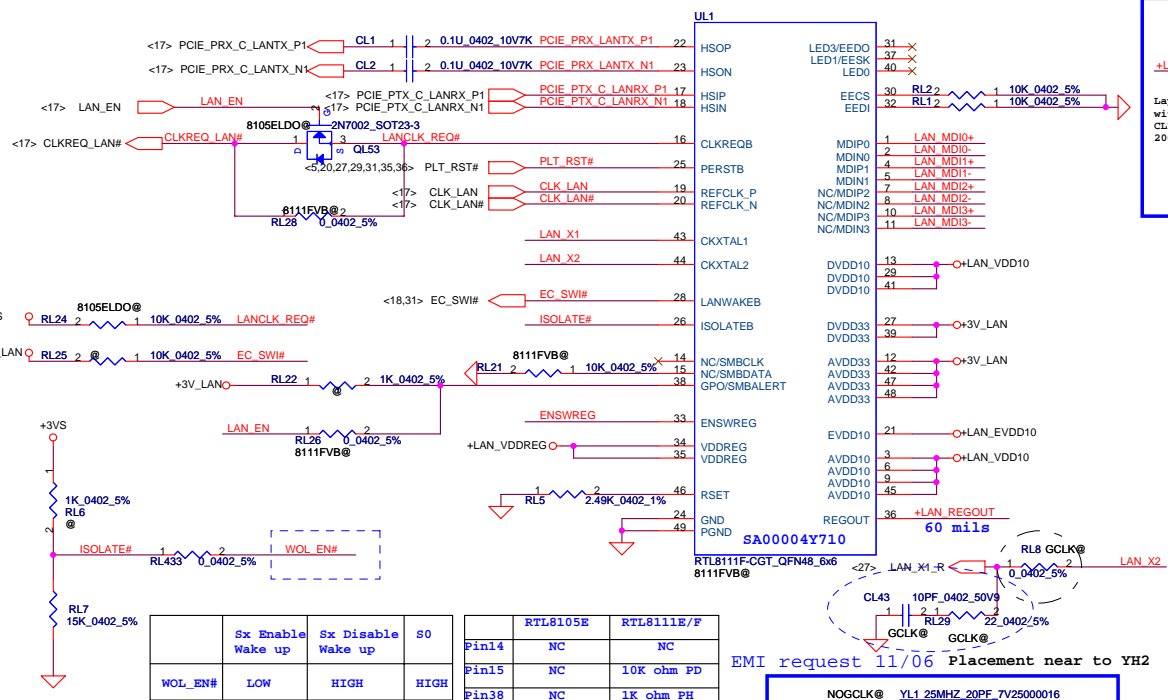 UL1
<17> PCIE_PRX_C_LANTX_P1 CL1 1 2 0.1U_0402_10V7K PCIE_PRX_LANTX_P1 22 HSOP LED3/EEDO 31
LED1/EESK 37
<17> PCIE_PRX_C_LANTX_N1 CL2 1 2 0.1U_0402_10V7K PCIE_PRX_LANTX_N1 23 HSON LED0 40
<17> PCIE_PTX_C_LANRX_P1 PCIE_PTX_C_LANRX_P1 17 HSIP EECS 30 RL2 2 1 10K_0402_5%
<17> PCIE_PTX_C_LANRX_N1 PCIE_PTX_C_LANRX_N1 18 HSIN EEDI 32 RL1 2 1 10K_0402_5%
<17> LAN_EN LAN_EN
2 G
8105ELDO@ 2N7002_SOT23-3
<17> CLKREQ_LAN# CLKREQ_LAN# 1 3 LANCLK_REQ# 16 CLKREQB
D S QL53
MDIP0 1 LAN_MDI0+
MDIN0 2 LAN_MDI0-
MDIP1 4 LAN_MDI1+
MDIN1 5 LAN_MDI1-
NC/MDIP2 7 LAN_MDI2+
NC/MDIN2 8 LAN_MDI2-
NC/MDIP3 10 LAN_MDI3+
NC/MDIN3 11 LAN_MDI3-
<5,20,27,29,31,35,36> PLT_RST# PLT_RST# 25 PERSTB
<17> CLK_LAN CLK_LAN 19 REFCLK_P
<17> CLK_LAN# CLK_LAN# 20 REFCLK_N
8111FVB@
1 2
RL28 0_0402_5%
LAN_X1 43 CKXTAL1
LAN_X2 44 CKXTAL2
DVDD10 13 +LAN_VDD10
DVDD10 29
DVDD10 41
<18,31> EC_SWI# EC_SWI# 28 LANWAKEB
ISOLATE# 26 ISOLATEB
DVDD33 27 +3V_LAN
DVDD33 39
8105ELDO@
RL24 2 1 10K_0402_5% LANCLK_REQ#
RL25 2 @ 1 10K_0402_5% EC_SWI#
8111FVB@
14 NC/SMBCLK
RL21 2 1 10K_0402_5% 15 NC/SMBDATA
38 GPO/SMBALERT
AVDD33 12 +3V_LAN
AVDD33 42
AVDD33 47
AVDD33 48
+3V_LAN RL22 1 2 1K_0402_5%
@
LAN_EN 1 2
RL26 0_0402_5%
8111FVB@
ENSWREG 33 ENSWREG
EVDD10 21 +LAN_EVDD10
+LAN_VDDREG 34 VDDREG
35 VDDREG
AVDD10 3 +LAN_VDD10
AVDD10 6
AVDD10 9
AVDD10 45
RL5 1 2 2.49K_0402_1% 46 RSET
24 GND
49 PGND
REGOUT 36 +LAN_REGOUT
60 mils
SA00004Y710
RTL8111F-CGT_QFN48_6x6
8111FVB@
+3VS
1
1K_0402_5%
RL6
@
2
ISOLATE# 1 2 WOL_EN#
RL433 0_0402_5%
RL7
15K_0402_5%
<27> LAN_X1_R 1 RL8 GCLK@ 2 LAN_X2
0_0402_5%
CL43 10PF_0402_50V9
1 2 2 1
RL29 22_0402_5%
GCLK@ GCLK@
EMI request 11/06 Placement near to YH2
Sx Enable Wake up Sx Disable Wake up S0
WOL_EN# LOW HIGH HIGH
RTL8105E RTL8111E/F
Pin14 NC NC
Pin15 NC 10K ohm PD
Pin38 NC 1K ohm PH
NOGCLK@ YL1 25MHZ_20PF_7V25000016